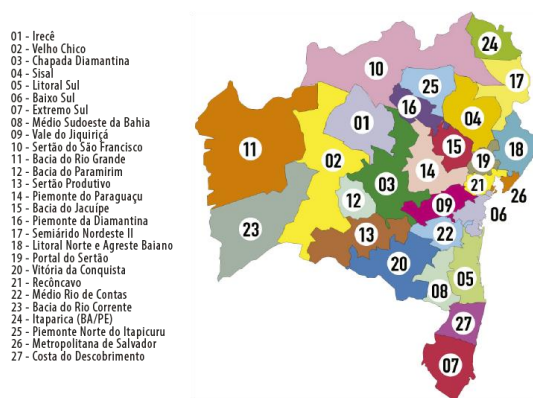 01 - Irecê
02 - Velho Chico
03 - Chapada Diamantina
04 - Sisal
05 - Litoral Sul
06 - Baixo Sul
07 - Extremo Sul
08 - Médio Sudoeste da Bahia
09 - Vale do Jiquiriçá
10 - Sertão do São Francisco
11 - Bacia do Rio Grande
12 - Bacia do Paramirim
13 - Sertão Produtivo
14 - Piemonte do Paraguaçu
15 - Bacia do Jacuípe
16 - Piemonte da Diamantina
17 - Semiárido Nordeste II
18 - Litoral Norte e Agreste Baiano
19 - Portal do Sertão
20 - Vitória da Conquista
21 - Recôncavo
22 - Médio Rio de Contas
23 - Bacia do Rio Corrente
24 - Itaparica (BA/PE)
25 - Piemonte Norte do Itapicuru
26 - Metropolitana de Salvador
27 - Costa do Descobrimento
24
10
17
25
16
04
01
18
15
11
19
02
14
03
21
26
12
09
06
23
13
22
20
05
08
27
07